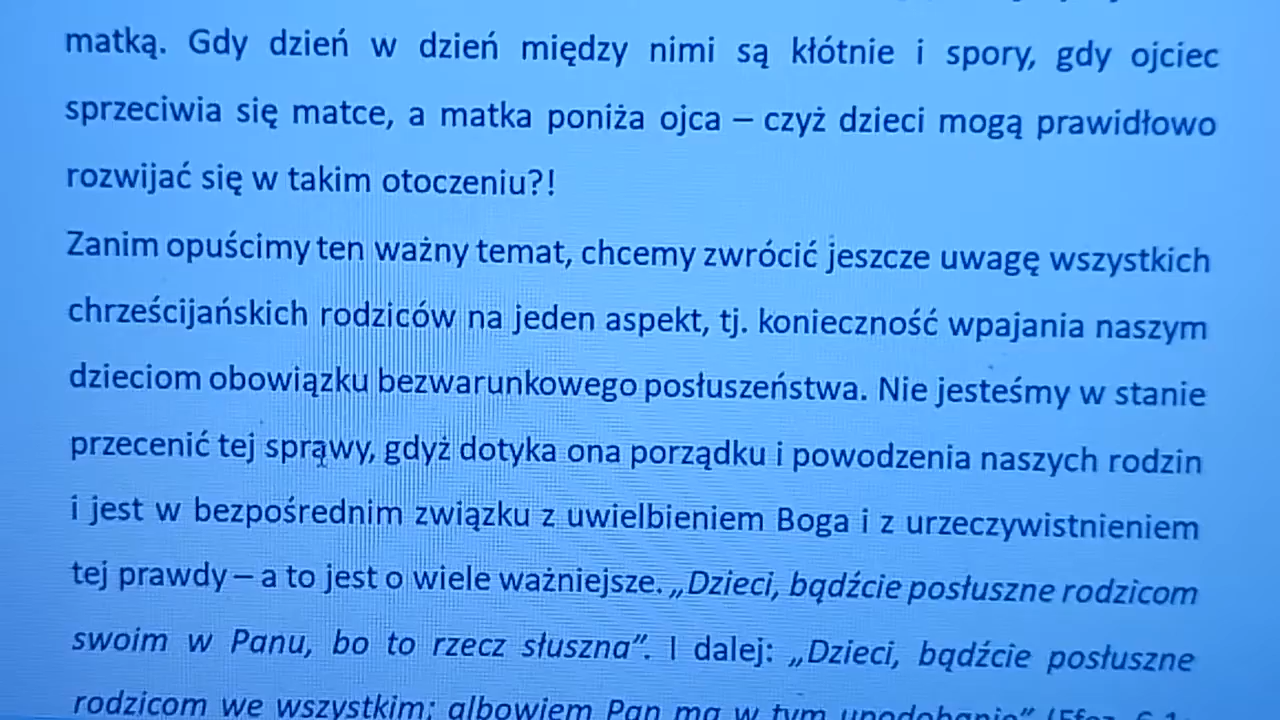 matką. Gdy dzień w dzień między nimi są kłótnie i spory, gdy ojciec
sprzeciwia się matce, a matka poniża ojca – czyż dzieci mogą prawidłowo
rozwijać się w takim otoczeniu?!
Zanim opuścimy ten ważny temat, chcemy zwrócić jeszcze uwagę wszystkich
chrześcijańskich rodziców na jeden aspekt, tj. konieczność wpajania naszym
dzieciom obowiązku bezwarunkowego posłuszeństwa. Nie jesteśmy w stanie
przecenić tej sprawy, gdyż dotyka ona porządku i powodzenia naszych rodzin
i jest w bezpośrednim związku z uwielbieniem Boga i z urzeczywistnieniem
tej prawdy – a to jest o wiele ważniejsze. „Dzieci, bądźcie posłuszne rodzicom
swoim w Panu, bo to rzecz słuszna”. I dalej: „Dzieci, bądźcie posłuszne
rodzicom we wszystkim; albowiem Pan ma w tym upodobanie” (Efez. 6,1